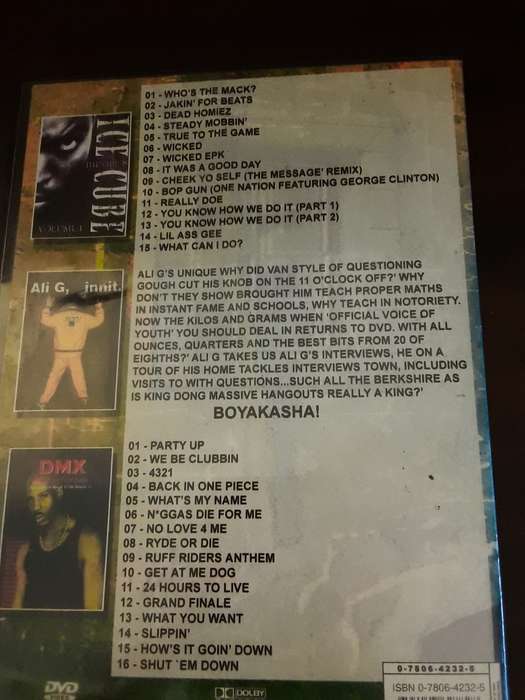 01 - WHO'S THE MACK?
02 - JAKIN' FOR BEATS
03 - DEAD HOMIEZ
04 - STEADY MOBBIN'
05 - TRUE TO THE GAME
06 - WICKED
07 - WICKED EPK
08 - IT WAS A GOOD DAY
09 - CHEEK YO SELF (THE MESSAGE' REMIX)
10 - BOP GUN (ONE NATION FEATURING GEORGE CLINTON)
11 - REALLY DOE
12 - YOU KNOW HOW WE DO IT (PART 1)
13 - YOU KNOW HOW WE DO IT (PART 2)
14 - LIL ASS GEE
15 - WHAT CAN I DO?
ICE CUBE
VOLUME 1
Ali G, innit.
ALI G'S UNIQUE WHY DID VAN STYLE OF QUESTIONING
GOUGH CUT HIS KNOB ON THE 11 O'CLOCK OFF?' WHY
DON'T THEY SHOW BROUGHT HIM TEACH PROPER MATHS
IN INSTANT FAME AND SCHOOLS, WHY TEACH IN NOTORIETY.
NOW THE KILOS AND GRAMS WHEN 'OFFICIAL VOICE OF
YOUTH' YOU SHOULD DEAL IN RETURNS TO DVD. WITH ALL
OUNCES, QUARTERS AND THE BEST BITS FROM 20 OF
EIGHTHS?' ALI G TAKES US ALI G'S INTERVIEWS, HE ON A
TOUR OF HIS HOME TACKLES INTERVIEWS TOWN, INCLUDING
VISITS TO WITH QUESTIONS...SUCH ALL THE BERKSHIRE AS
IS KING DONG MASSIVE HANGOUTS REALLY A KING?'
BOYAKASHA!
DMX
01 - PARTY UP
02 - WE BE CLUBBIN
03 - 4321
04 - BACK IN ONE PIECE
05 - WHAT'S MY NAME
06 - N*GGAS DIE FOR ME
07 - NO LOVE 4 ME
08 - RYDE OR DIE
09 - RUFF RIDERS ANTHEM
10 - GET AT ME DOG
11 - 24 HOURS TO LIVE
12 - GRAND FINALE
13 - WHAT YOU WANT
14 - SLIPPIN'
15 - HOW'S IT GOIN' DOWN
16 - SHUT `EM DOWN
DVD
VIDEO
DOLBY
0-7806-4232-5
ISBN 0-7806-4232-5